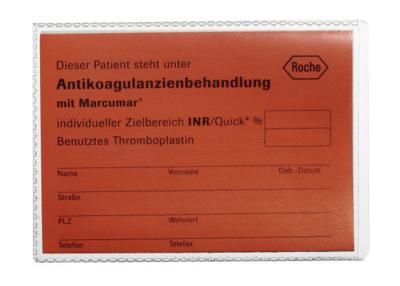 Dieser Patient steht unter
Roche
Antikoagulanzienbehandlung
mit Marcumar®
individueller Zielbereich INR/Quick* %
Benutztes Thromboplastin
Name Vorname Geb.-Datum
Straße
PLZ Wohnort
Telefon Telefax